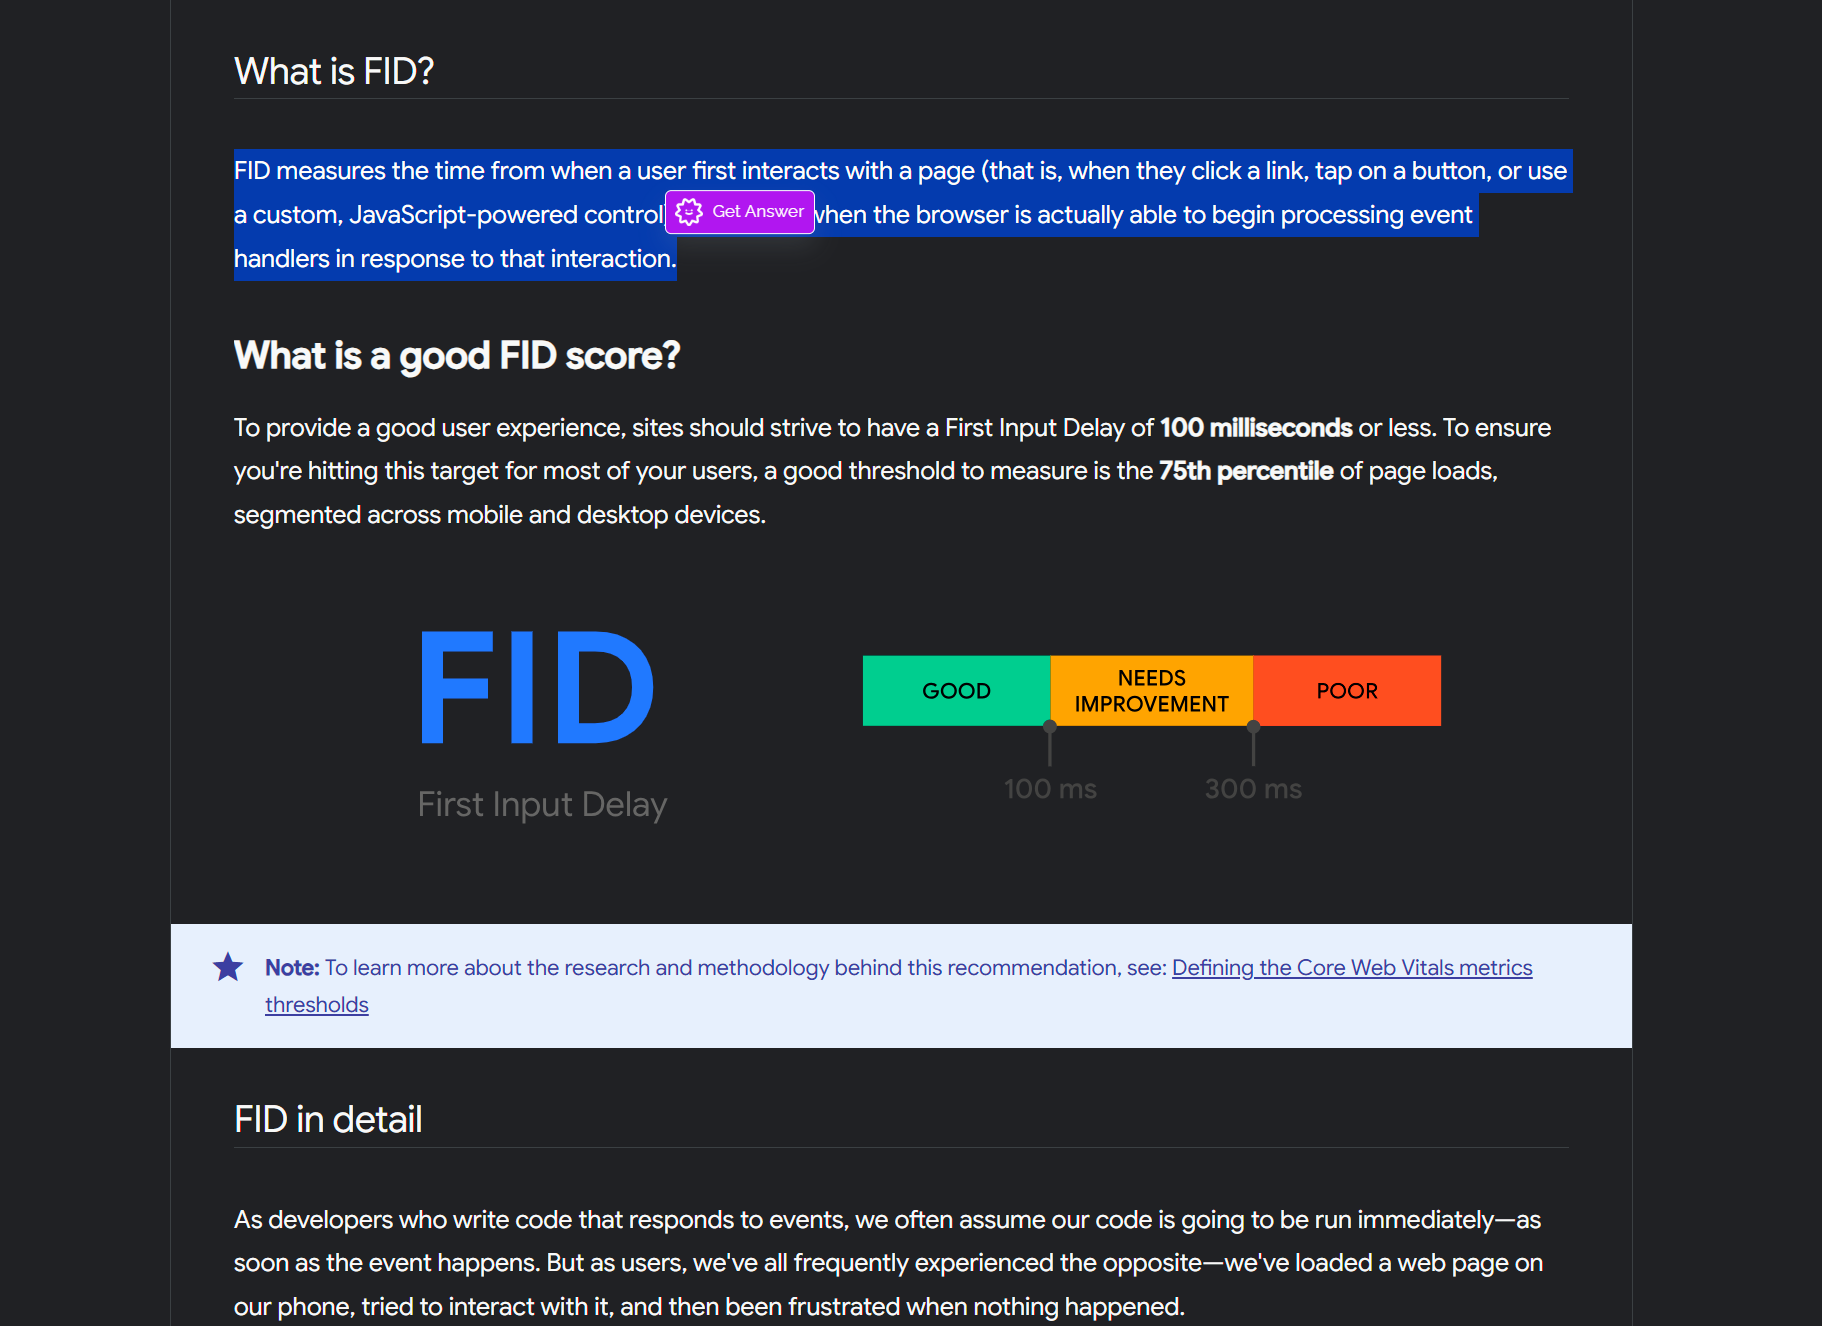 What is FID?
FID measures the time from when a user first interacts with a page (that is, when they click a link, tap on a button, or use
a custom, JavaScript-powered control Get Answer when the browser is actually able to begin processing event
handlers in response to that interaction.
What is a good FID score?
To provide a good user experience, sites should strive to have a First Input Delay of 100 milliseconds or less. To ensure
you're hitting this target for most of your users, a good threshold to measure is the 75th percentile of page loads,
segmented across mobile and desktop devices.
FID
First Input Delay
GOOD
NEEDS
IMPROVEMENT
POOR
100 ms
300 ms
Note: To learn more about the research and methodology behind this recommendation, see: Defining the Core Web Vitals metrics
thresholds
FID in detail
As developers who write code that responds to events, we often assume our code is going to be run immediately—as
soon as the event happens. But as users, we've all frequently experienced the opposite—we've loaded a web page on
our phone, tried to interact with it, and then been frustrated when nothing happened.